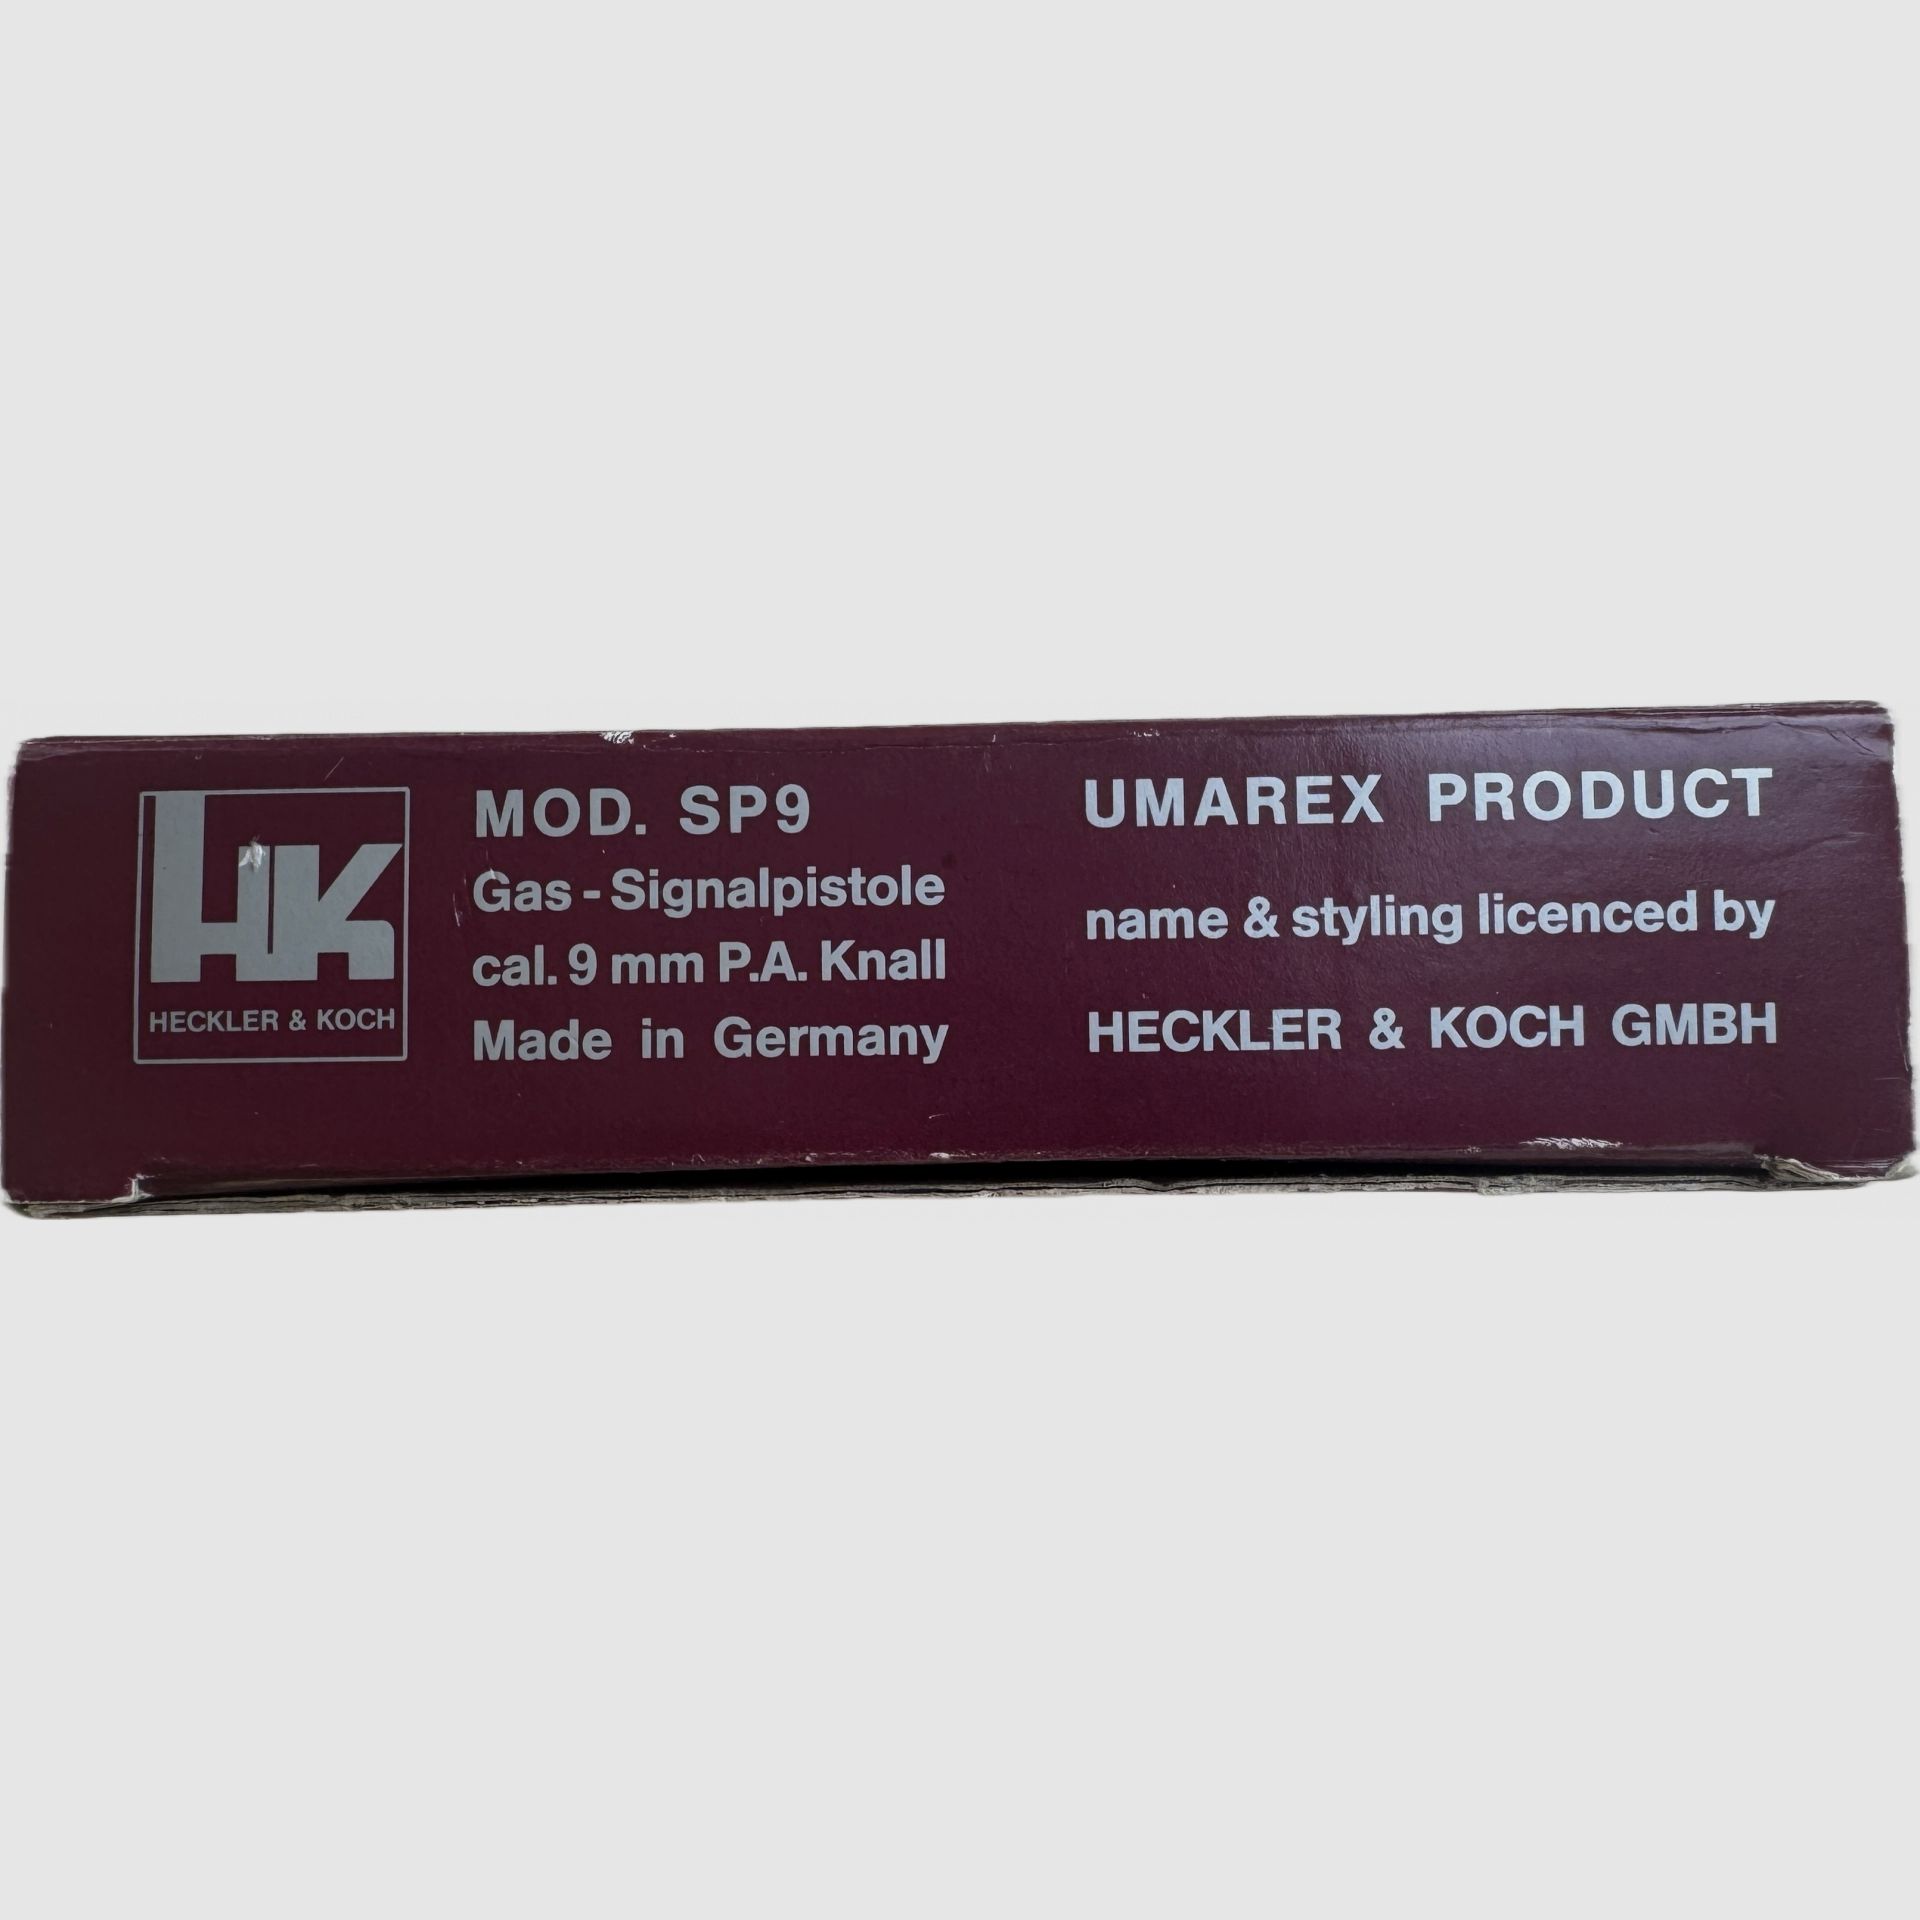 HK
HECKLER & KOCH
MOD. SP9
Gas - Signalpistole
cal. 9 mm P.A. Knall
Made in Germany
UMAREX PRODUCT
name & styling licenced by
HECKLER & KOCH GMBH